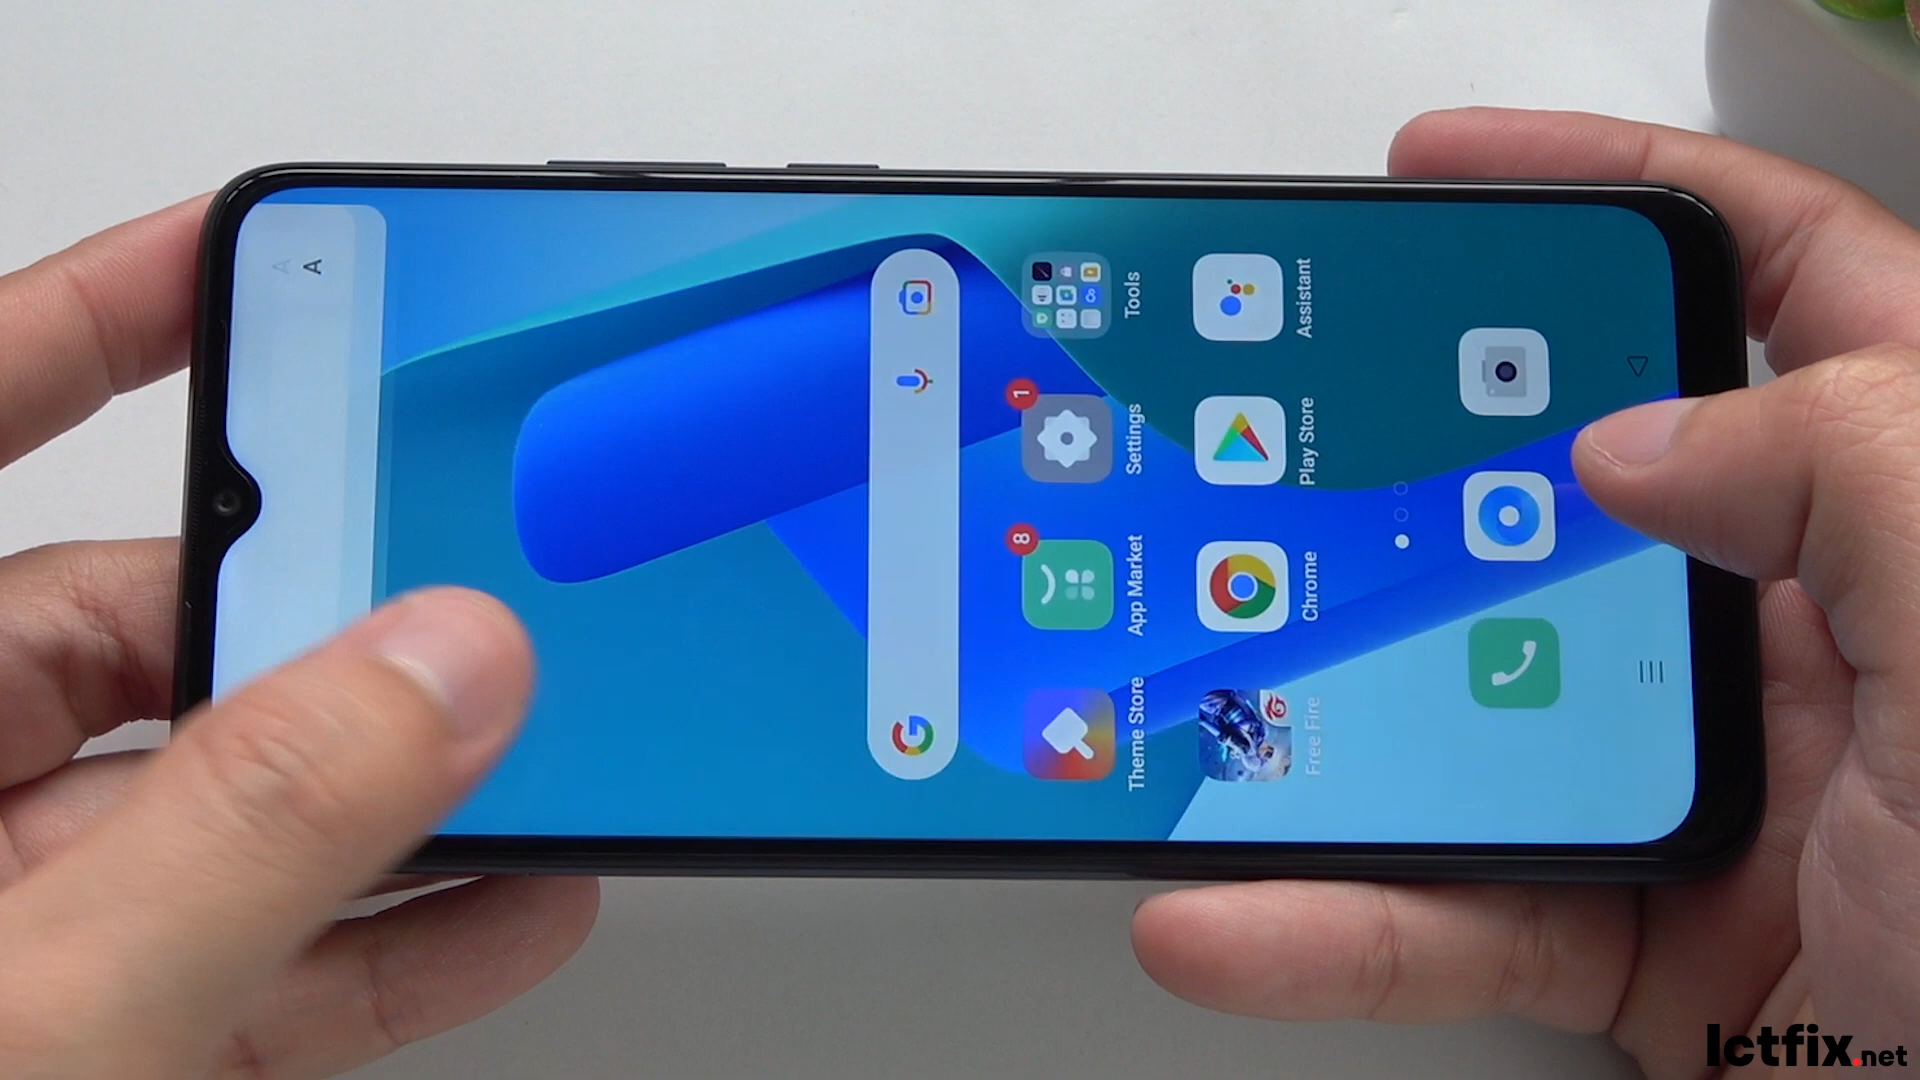 A
A
Theme Store
App Market
8
Settings
1
Tools
Free Fire
Chrome
Play Store
Assistant
G
Ictfix.net